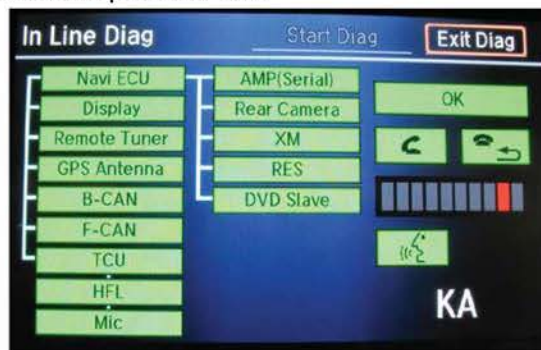 In Line Diag
Start Diag
Exit Diag
Navi ECU
Display
Remote Tuner
GPS Antenna
B-CAN
F-CAN
TCU
HFL
Mic
AMP(Serial)
Rear Camera
XM
RES
DVD Slave
OK
KA